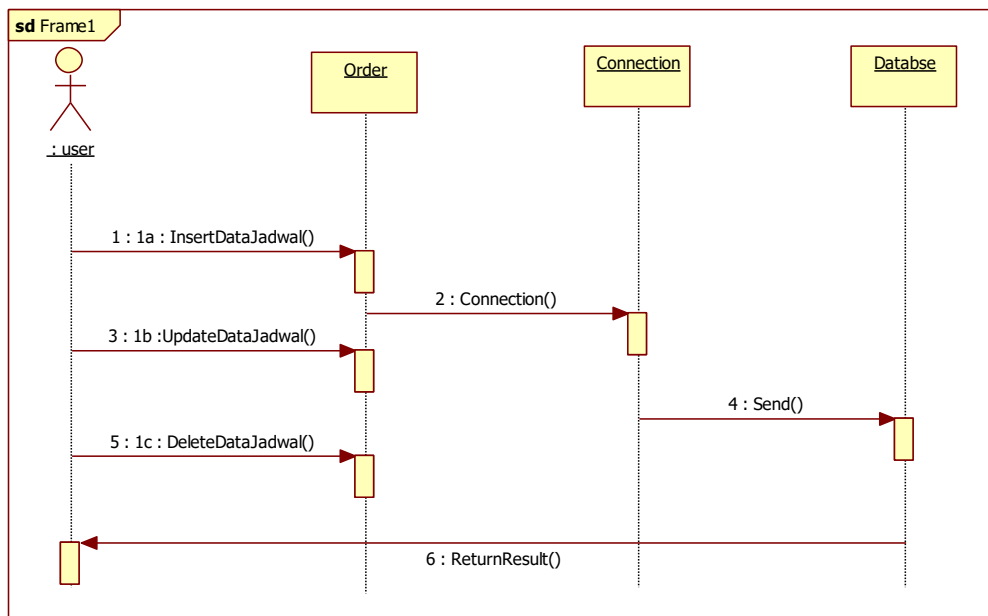 sd Frame1
: user
Order
Connection
Databse
1 : 1a : InsertDataJadwal()
2 : Connection()
3 : 1b :UpdateDataJadwal()
4 : Send()
5 : 1c : DeleteDataJadwal()
6 : ReturnResult()